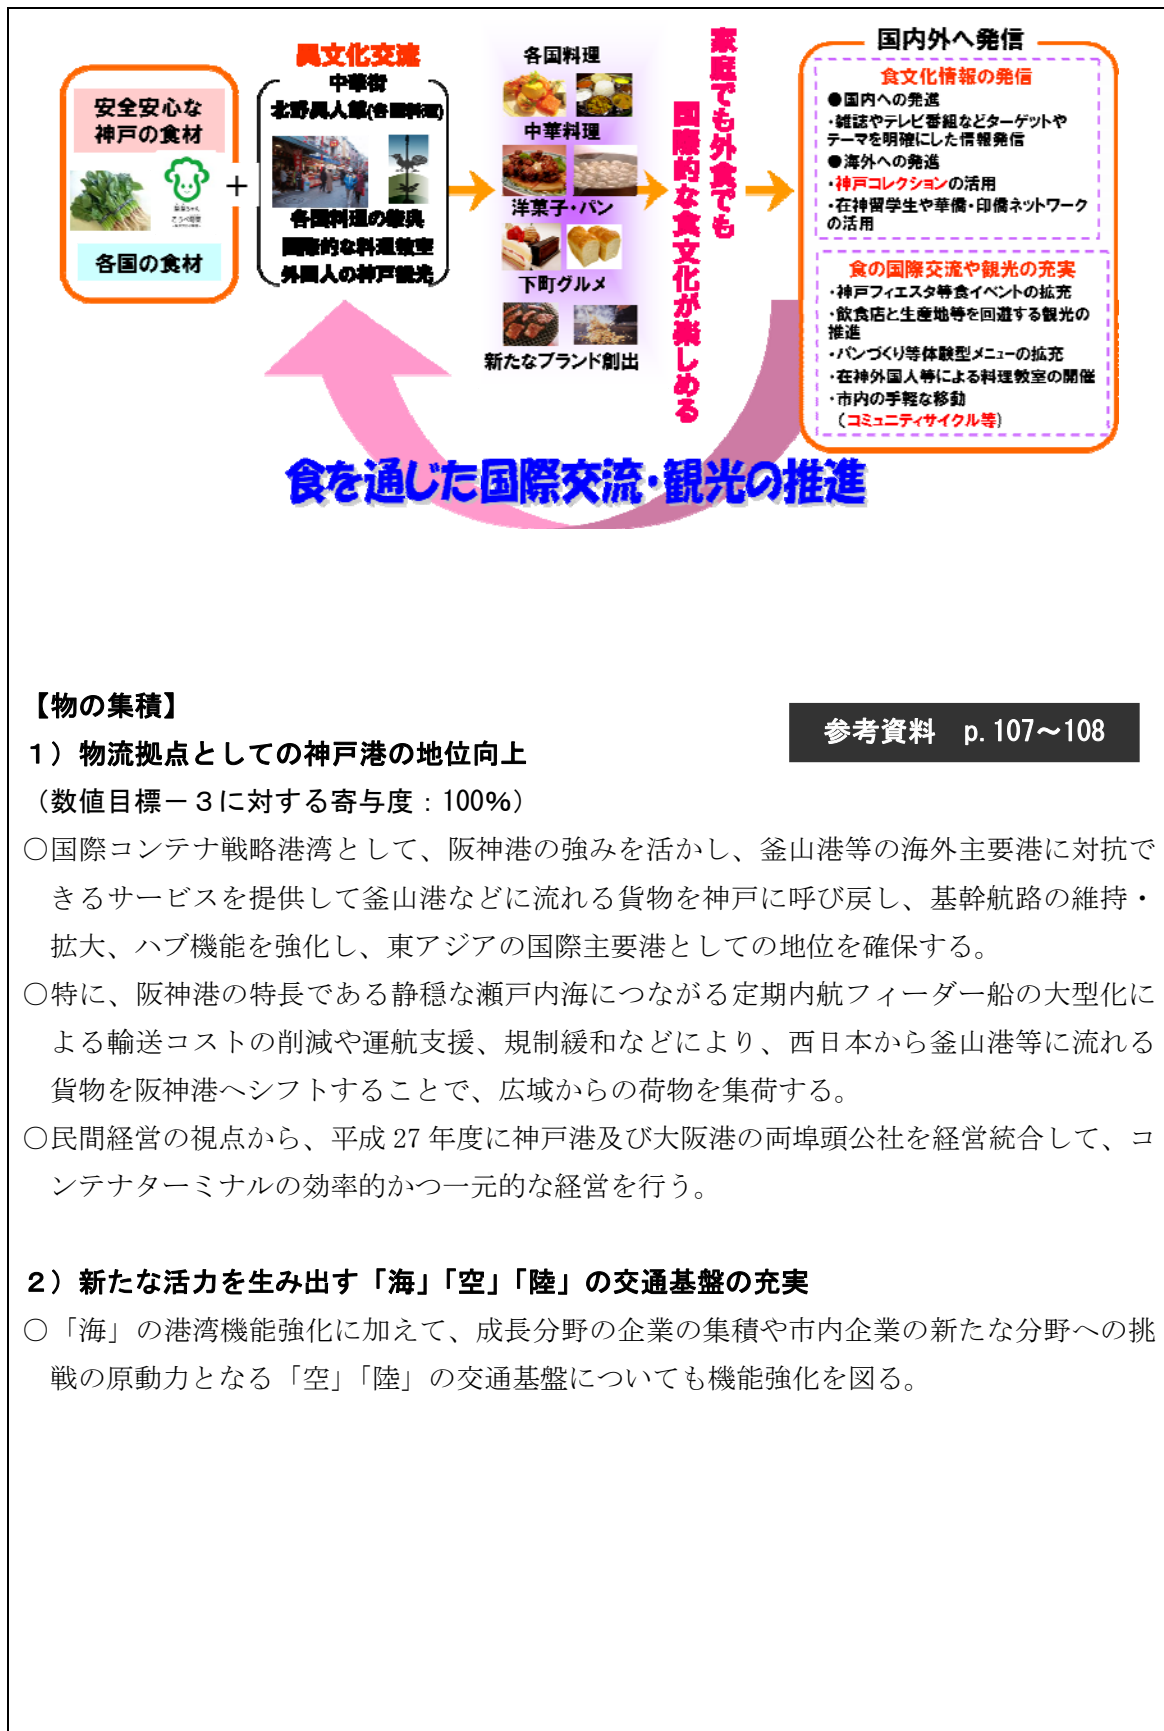 安全安心な
神戸の食材
各国の食材
＋
異文化交流
中華街
北野異人館(各国料理)
各国料理の祭典
国際的な料理教室
外国人の神戸観光
各国料理
中華料理
洋菓子・パン
下町グルメ
新たなブランド創出
家庭でも外食でも
国際的な食文化が楽しめる
国内外へ発信
食文化情報の発信
●国内への発進
・雑誌やテレビ番組などターゲットや
テーマを明確にした情報発信
●海外への発進
・神戸コレクションの活用
・在神留学生や華僑・印僑ネットワーク
の活用
食の国際交流や観光の充実
・神戸フィエスタ等食イベントの拡充
・飲食店と生産地等を回遊する観光の
推進
・パンづくり等体験型メニューの拡充
・在神外国人等による料理教室の開催
・市内の手軽な移動
（コミュニティサイクル等）
食を通じた国際交流・観光の推進
【物の集積】
参考資料　p.107～108
１）物流拠点としての神戸港の地位向上
（数値目標－３に対する寄与度：100%）
○国際コンテナ戦略港湾として、阪神港の強みを活かし、釜山港等の海外主要港に対抗で
きるサービスを提供して釜山港などに流れる貨物を神戸に呼び戻し、基幹航路の維持・
拡大、ハブ機能を強化し、東アジアの国際主要港としての地位を確保する。
○特に、阪神港の特長である静穏な瀬戸内海につながる定期内航フィーダー船の大型化に
よる輸送コストの削減や運航支援、規制緩和などにより、西日本から釜山港等に流れる
貨物を阪神港へシフトすることで、広域からの荷物を集荷する。
○民間経営の視点から、平成 27 年度に神戸港及び大阪港の両埠頭公社を経営統合して、コ
ンテナターミナルの効率的かつ一元的な経営を行う。
２）新たな活力を生み出す「海」「空」「陸」の交通基盤の充実
○「海」の港湾機能強化に加えて、成長分野の企業の集積や市内企業の新たな分野への挑
戦の原動力となる「空」「陸」の交通基盤についても機能強化を図る。